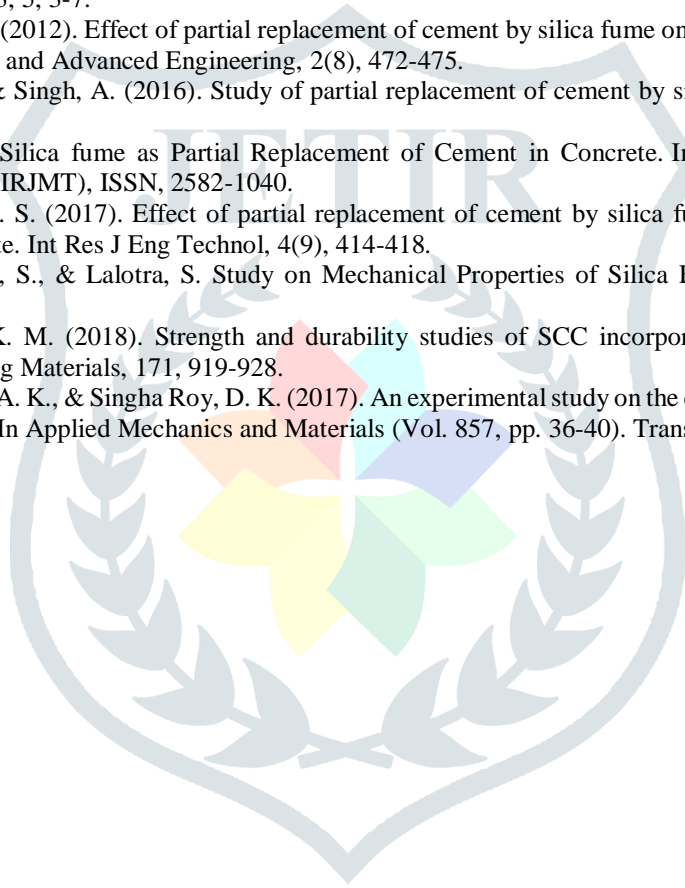 5, 3-7.
(2012). Effect of partial replacement of cement by silica fume on
and Advanced Engineering, 2(8), 472-475.
& Singh, A. (2016). Study of partial replacement of cement by
JETIR
Silica fume as Partial Replacement of Cement in Concrete.
(IRJMT), ISSN, 2582-1040.
S. (2017). Effect of partial replacement of cement by silica
Int Res J Eng Technol, 4(9), 414-418.
S., & Lalotra, S. Study on Mechanical Properties of Silica
K. M. (2018). Strength and durability studies of SCC
Materials, 171, 919-928.
A. K., & Singha Roy, D. K. (2017). An experimental study on the
In Applied Mechanics and Materials (Vol. 857, pp. 36-40).